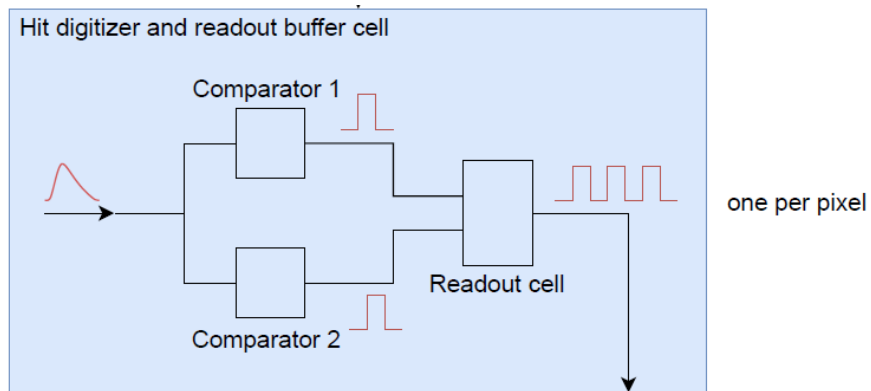 Hit digitizer and readout buffer cell
Comparator 1
one per pixel
Readout cell
Comparator 2